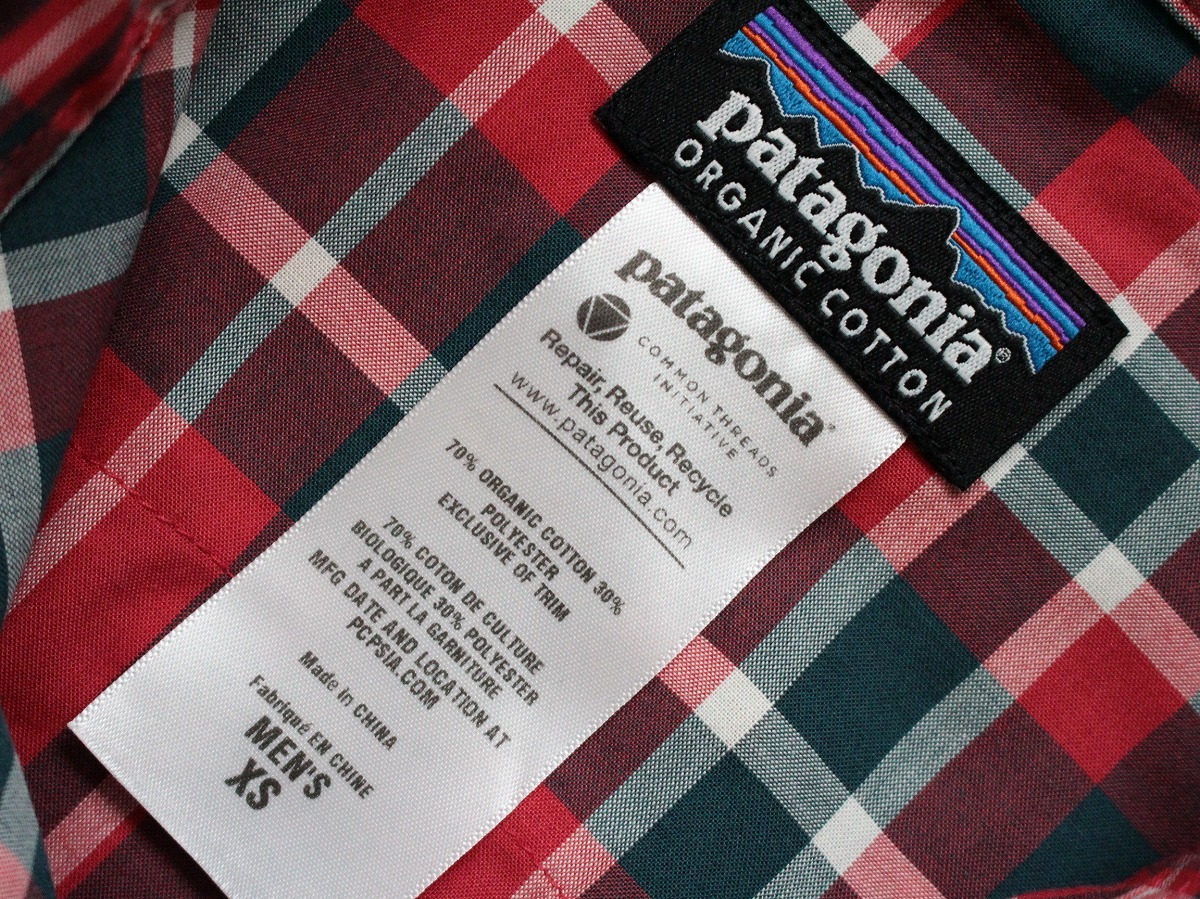 patagonia®
ORGANIC COTTON
patagonia®
COMMON THREADS
INITIATIVE
Repair, Reuse, Recycle
This Product
www.patagonia.com
70% ORGANIC COTTON 30%
POLYESTER
EXCLUSIVE OF TRIM
70% COTON DE CULTURE
BIOLOGIQUE 30% POLYESTER
A PART LA GARNITURE
MFG DATE AND LOCATION AT
PCPSIA.COM
Made in CHINA
Fabriqué EN CHINE
MEN'S
XS